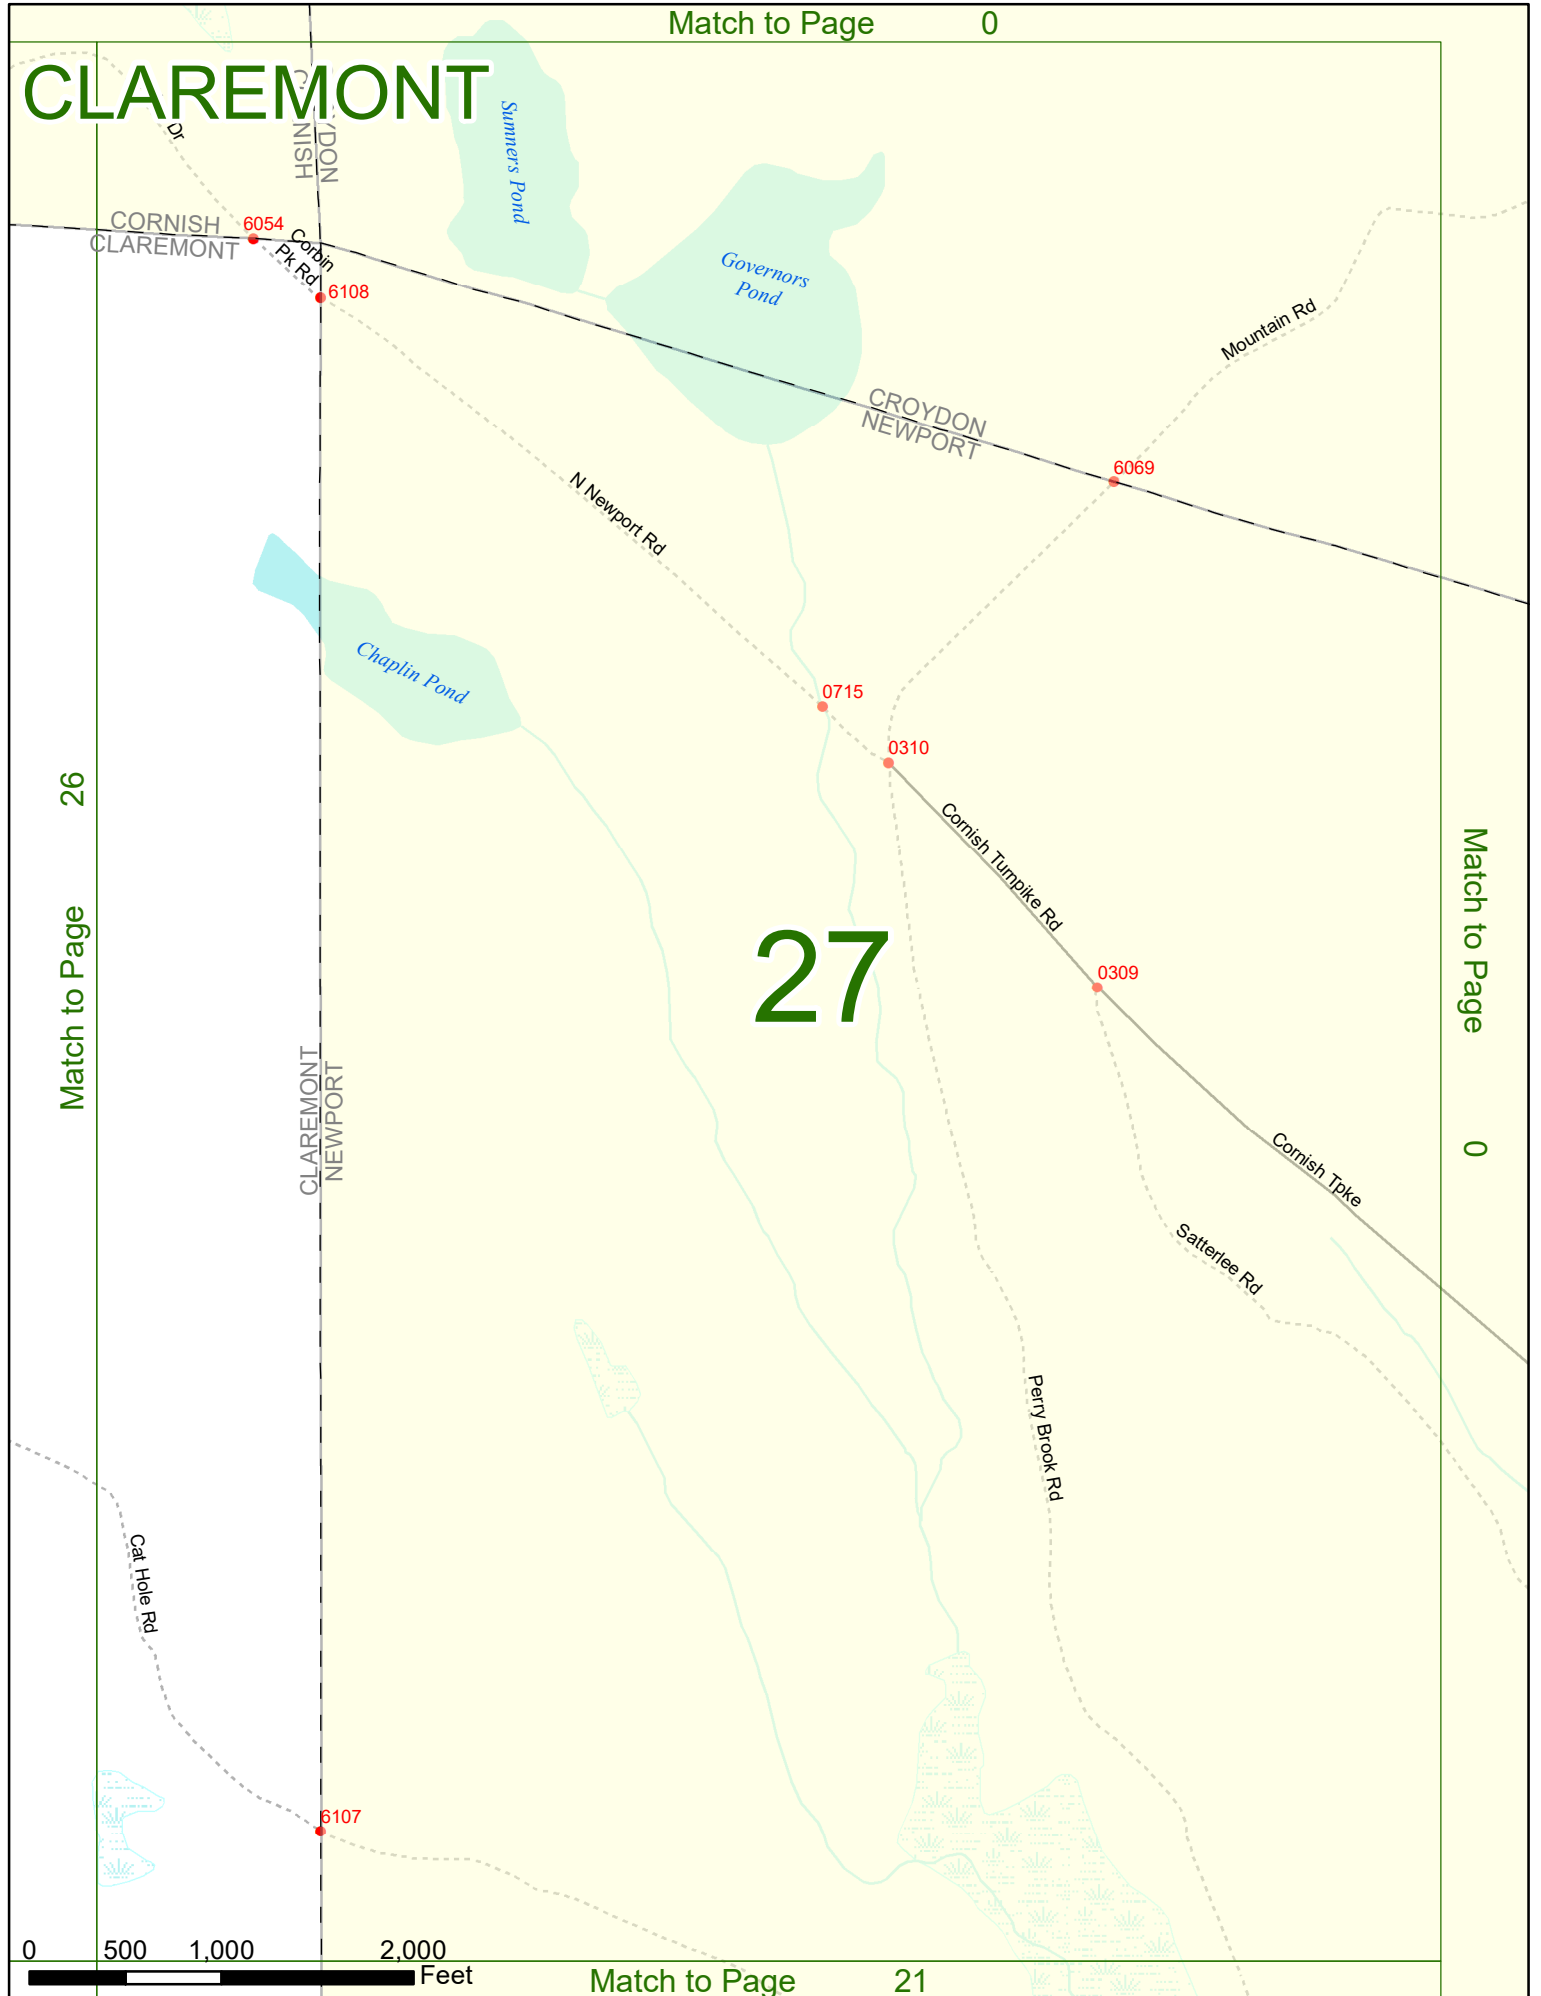 Match to Page 0
CLAREMONT
Dr
Sumners Pond
CORNISH
CLAREMONT
6054
Corbin
Pk Rd
6108
Governors
Pond
Mountain Rd
CROYDON
NEWPORT
6069
N Newport Rd
Chaplin Pond
0715
0310
Cornish Turnpike Rd
Match to Page 26
27
0309
Match to Page 0
CLAREMONT
NEWPORT
Cornish Tpke
Satterlee Rd
Perry Brook Rd
Cat Hole Rd
6107
0 500 1,000 2,000
Feet
Match to Page 21